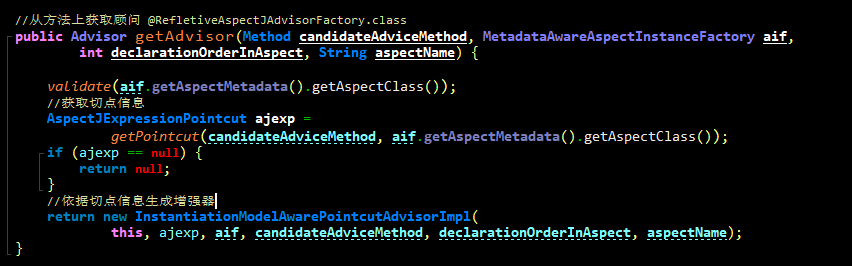 //从方法上获取顾问 @RefletiveAspectJAdvisorFactory.class
public Advisor getAdvisor(Method candidateAdviceMethod, MetadataAwareAspectInstanceFactory aif,
int declarationOrderInAspect, String aspectName) {
validate(aif.getAspectMetadata().getAspectClass());
//获取切点信息
AspectJExpressionPointcut ajexp =
getPointcut(candidateAdviceMethod, aif.getAspectMetadata().getAspectClass());
if (ajexp == null) {
return null;
}
//依据切点信息生成增强器
return new InstantiationModelAwarePointcutAdvisorImpl(
this, ajexp, aif, candidateAdviceMethod, declarationOrderInAspect, aspectName);
}